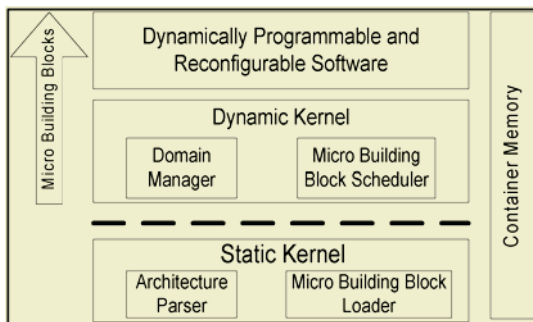 Micro Building Blocks
Dynamically Programmable and
Reconfigurable Software
Dynamic Kernel
Domain
Manager
Micro Building
Block Scheduler
Static Kernel
Architecture
Parser
Micro Building Block
Loader
Container Memory